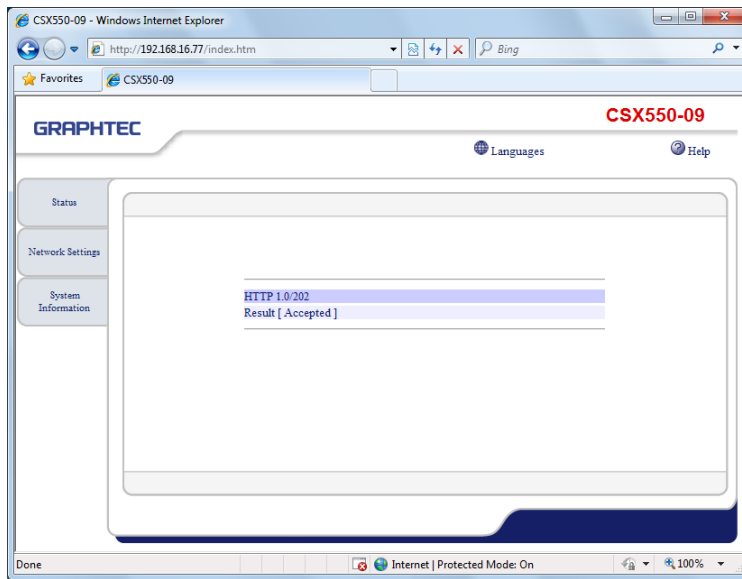 CSX550-09 - Windows Internet Explorer
http://192.168.16.77/index.htm
Bing
Favorites
CSX550-09
GRAPHTEC
CSX550-09
Languages
Help
Status
Network Settings
System
Information
HTTP 1.0/202
Result [ Accepted ]
Done
Internet | Protected Mode: On
100%